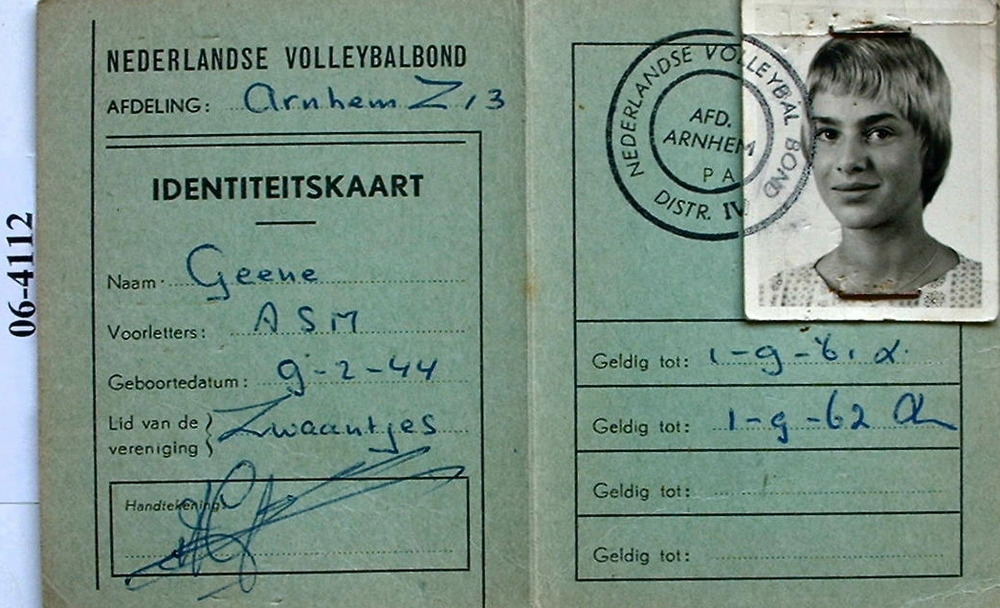 06-4112
NEDERLANDSE VOLLEYBALBOND
AFDELING: Arnhem Z, 3
IDENTITEITSKAART
Naam Geene
Voorletters: A S M
Geboortedatum: 9-2-44
Lid van de
vereniging } Zwaantjes
Handtekening
NEDERLANDSE VOLLEYBAL BOND
AFD.
ARNHEM
P A
DISTR. IV
Geldig tot: 1-9-61
Geldig tot: 1-9-62
Geldig tot:
Geldig tot: